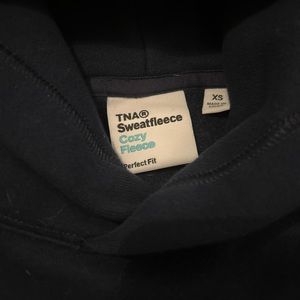 TNA®
Sweatfleece
Cozy
Fleece
Perfect Fit
XS